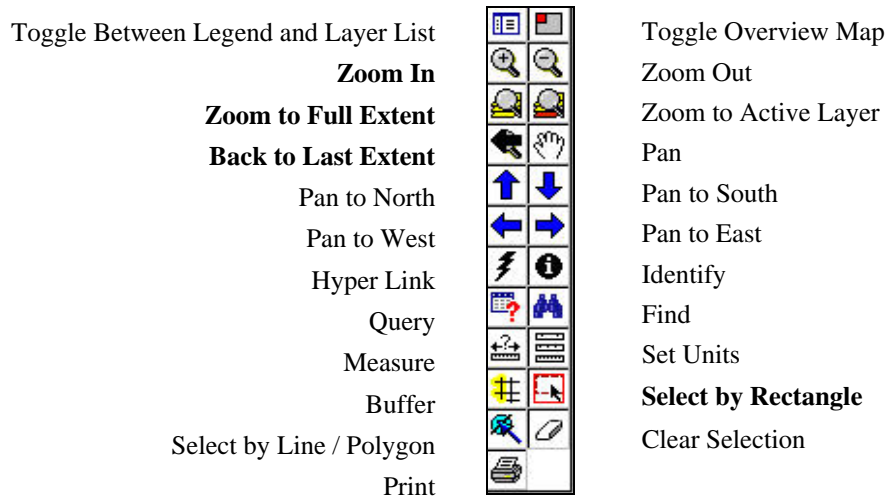 Toggle Between Legend and Layer List
Toggle Overview Map
Zoom In
Zoom Out
Zoom to Full Extent
Zoom to Active Layer
Back to Last Extent
Pan
Pan to North
Pan to South
Pan to West
Pan to East
Hyper Link
Identify
Query
Find
Measure
Set Units
Buffer
Select by Rectangle
Select by Line / Polygon
Clear Selection
Print